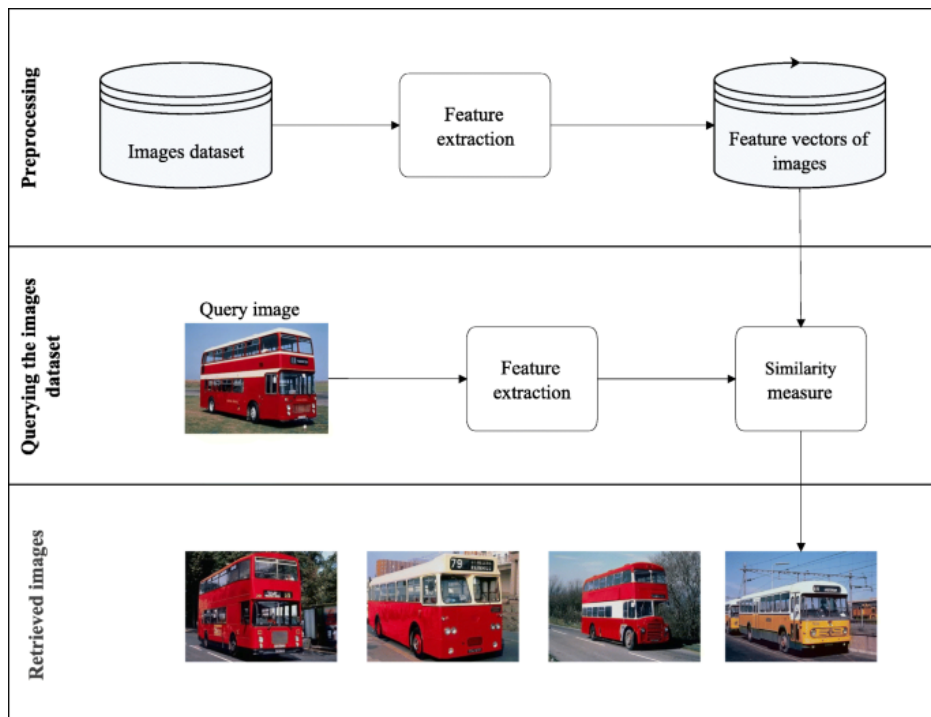 Preprocessing
Images dataset
Feature
extraction
Feature vectors of
images
Querying the images
dataset
Query image
Feature
extraction
Similarity
measure
Retrieved images
79